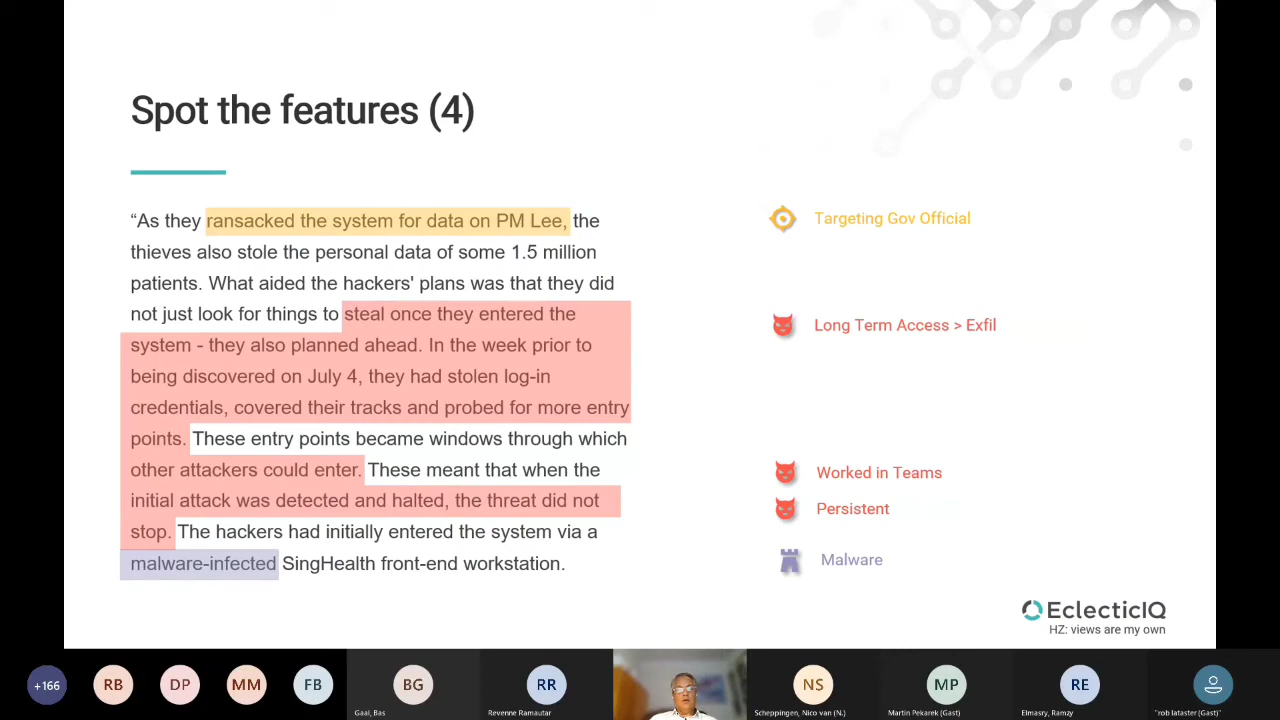 Spot the features (4)
“As they ransacked the system for data on PM Lee, the
thieves also stole the personal data of some 1.5 million
patients. What aided the hackers' plans was that they did
not just look for things to steal once they entered the
system - they also planned ahead. In the week prior to
being discovered on July 4, they had stolen log-in
credentials, covered their tracks and probed for more entry
points. These entry points became windows through which
other attackers could enter. These meant that when the
initial attack was detected and halted, the threat did not
stop. The hackers had initially entered the system via a
malware-infected SingHealth front-end workstation.
Targeting Gov Official
Long Term Access > Exfil
Worked in Teams
Persistent
Malware
EclecticIQ
HZ: views are my own
+166
RB
DP
MM
FB
BG
Gaal, Bas
RR
Revenne Ramautar
NS
Scheppingen, Nico van (N.)
MP
Martin Pekarek (Gast)
RE
Elmasry, Ramzy
"rob lataster (Gast)"